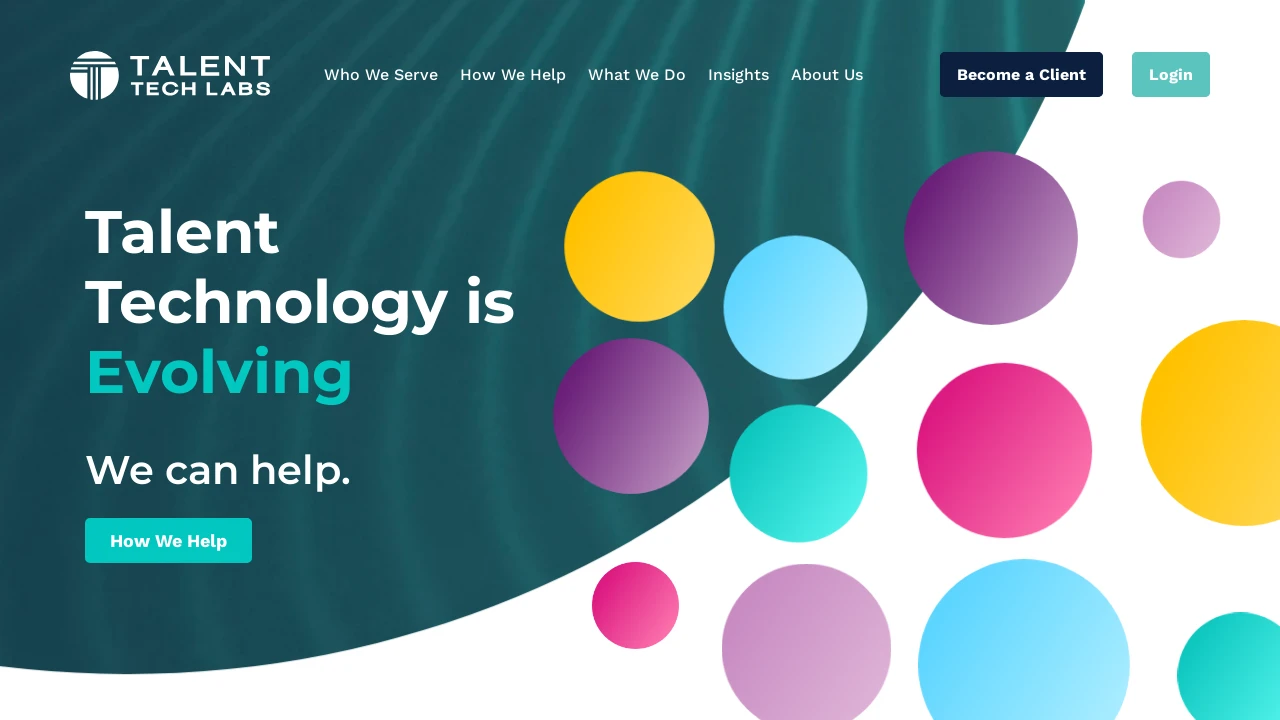 TALENT
TECH LABS
Who We Serve
How We Help
What We Do
Insights
About Us
Become a Client
Login
Talent
Technology is
Evolving
We can help.
How We Help